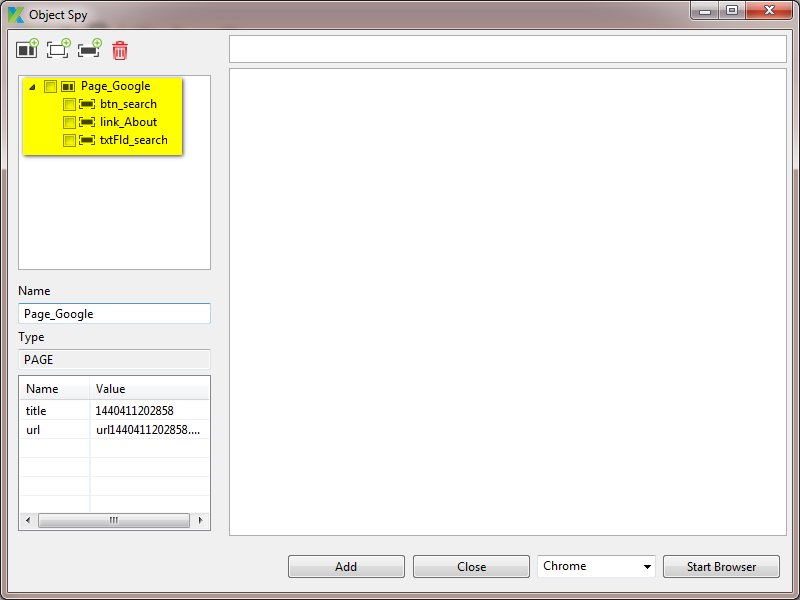 Object Spy
Page_Google
btn_search
link_About
txtFld_search
Name
Page_Google
Type
PAGE
Name Value
title 1440411202858
url url1440411202858....
Add Close Chrome Start Browser